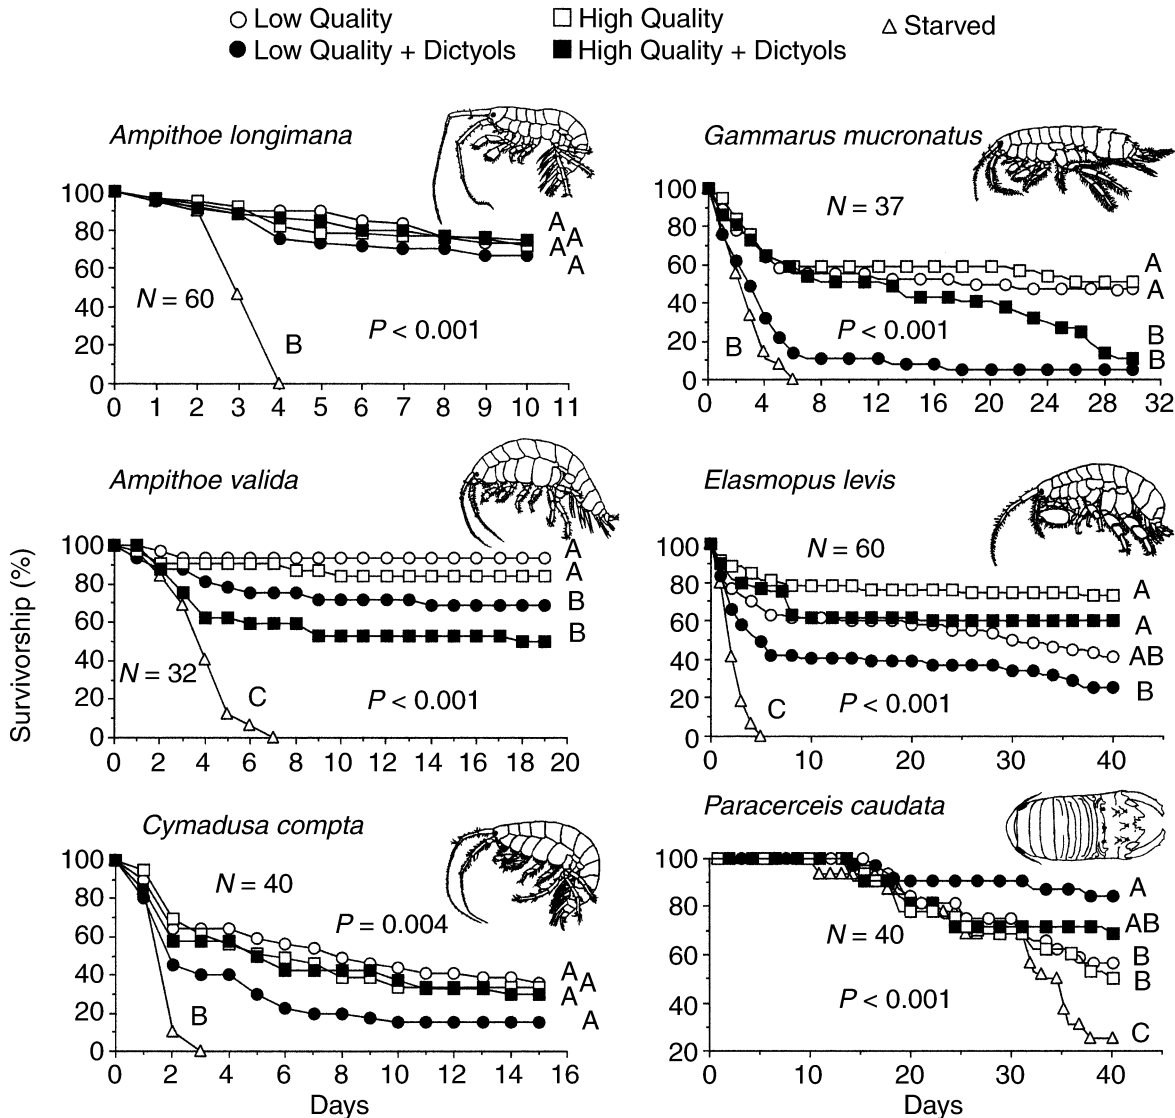 Low Quality High Quality Starved
Low Quality + Dictyols High Quality + Dictyols
Ampithoe longimana
100
80
60
40
20
0
N = 60
P < 0.001
A
A
A
A
B
0 1 2 3 4 5 6 7 8 9 10 11
Gammarus mucronatus
100
80
60
40
20
0
N = 37
P < 0.001
A
A
B
B
B
0 4 8 12 16 20 24 28 32
Survivorship (%)
Ampithoe valida
100
80
60
40
20
0
N = 32
P < 0.001
A
A
B
B
C
0 2 4 6 8 10 12 14 16 18 20
Elasmopus levis
100
80
60
40
20
0
N = 60
P < 0.001
A
A
AB
B
C
0 10 20 30 40
Cymadusa compta
100
80
60
40
20
0
N = 40
P = 0.004
A
A
A
A
B
0 2 4 6 8 10 12 14 16
Days
Paracerceis caudata
100
80
60
40
20
N = 40
P < 0.001
A
AB
B
B
C
0 10 20 30 40
Days